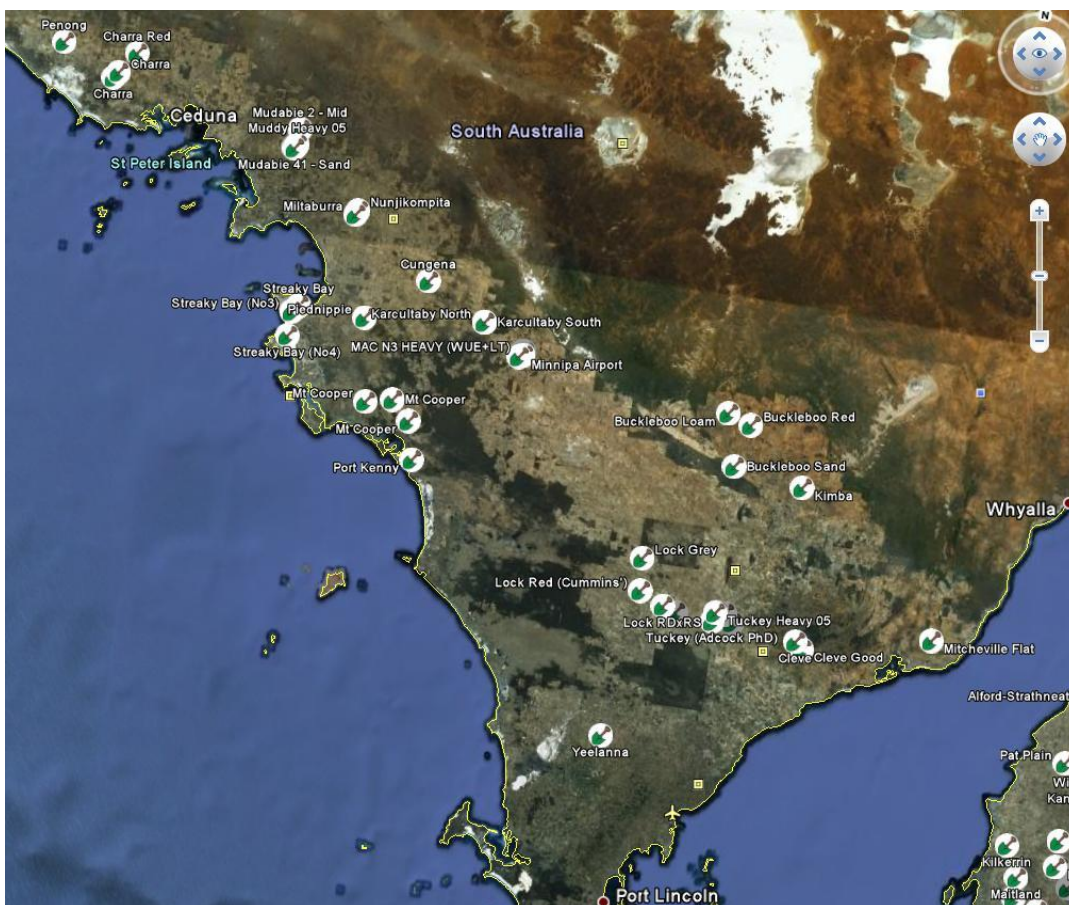 N
Penong
Charra Red
Charra
Charra
Ceduna
Mudabie 2 - Mid
Muddy Heavy 05
Mudabie 41 - Sand
South Australia
St Peter Island
Miltaburra
Nunjikompita
Cungena
Streaky Bay
Streaky Bay (No3)
Piednippie
Karcultaby North
Karcultaby South
Streaky Bay (No4)
MAC N3 HEAVY (WUE+LT)
Minnipa Airport
Mt Cooper
Mt Cooper
Mt Cooper
Buckleboo Loam
Buckleboo Red
Port Kenny
Buckleboo Sand
Kimba
Whyalla
Lock Grey
Lock Red (Cummins')
Lock RDxRS
Tuckey Heavy 05
Tuckey (Adcock PhD)
Cleve
Cleve Good
Mitcheville Flat
Alford-Strathneat
Yeelanna
Pat Plain
Wi
Kan
Kilkerrin
Maitland
Port Lincoln